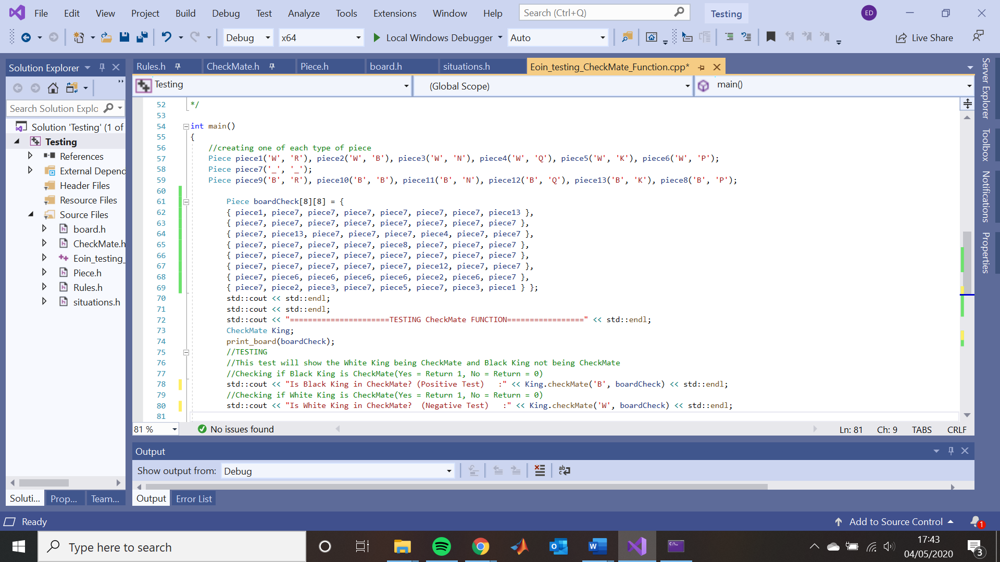 File Edit View Project Build Debug Test Analyze Tools Extensions Window Help Search (Ctrl+Q) Testing ED
Debug x64 Local Windows Debugger Auto Live Share
Solution Explorer
Search Solution Explo
Solution 'Testing' (1 of
Testing
References
External Depend
Header Files
Resource Files
Source Files
board.h
CheckMate.h
Eoin_testing_
Piece.h
Rules.h
situations.h
Soluti... Prop... Team...
Rules.h CheckMate.h Piece.h board.h situations.h Eoin_testing_CheckMate_Function.cpp*
Testing (Global Scope) main()
52 */
53
54 int main()
55 {
56 //creating one of each type of piece
57 Piece piece1('W', 'R'), piece2('W', 'B'), piece3('W', 'N'), piece4('W', 'Q'), piece5('W', 'K'), piece6('W', 'P');
58 Piece piece7('_', '_');
59 Piece piece9('B', 'R'), piece10('B', 'B'), piece11('B', 'N'), piece12('B', 'Q'), piece13('B', 'K'), piece8('B', 'P');
60
61 Piece boardCheck[8][8] = {
62 { piece1, piece7, piece7, piece7, piece7, piece7, piece7, piece13 },
63 { piece7, piece7, piece7, piece7, piece7, piece7, piece7, piece7 },
64 { piece7, piece13, piece7, piece7, piece7, piece4, piece7, piece7 },
65 { piece7, piece7, piece7, piece7, piece8, piece7, piece7, piece7 },
66 { piece7, piece7, piece7, piece7, piece7, piece7, piece7, piece7 },
67 { piece7, piece7, piece7, piece7, piece7, piece12, piece7, piece7 },
68 { piece7, piece6, piece6, piece6, piece6, piece2, piece6, piece7 },
69 { piece7, piece2, piece3, piece7, piece5, piece7, piece3, piece1 } };
70 std::cout << std::endl;
71 std::cout << std::endl;
72 std::cout << "======================TESTING CheckMate FUNCTION=================" << std::endl;
73 CheckMate King;
74 print_board(boardCheck);
75 //TESTING
76 //This test will show the White King being CheckMate and Black King not being CheckMate
77 //Checking if Black King is CheckMate(Yes = Return 1, No = Return = 0)
78 std::cout << "Is Black King in CheckMate? (Positive Test)   :" << King.checkMate('B', boardCheck) << std::endl;
79 //Checking if White King is CheckMate(Yes = Return 1, No = Return = 0)
80 std::cout << "Is White King in CheckMate?  (Negative Test)   :" << King.checkMate('W', boardCheck) << std::endl;
81
81 % No issues found Ln: 81 Ch: 9 TABS CRLF
Output
Show output from: Debug
Output Error List
Server Explorer
Toolbox
Notifications
Properties
Ready Add to Source Control 1
Type here to search
17:43
04/05/2020
3